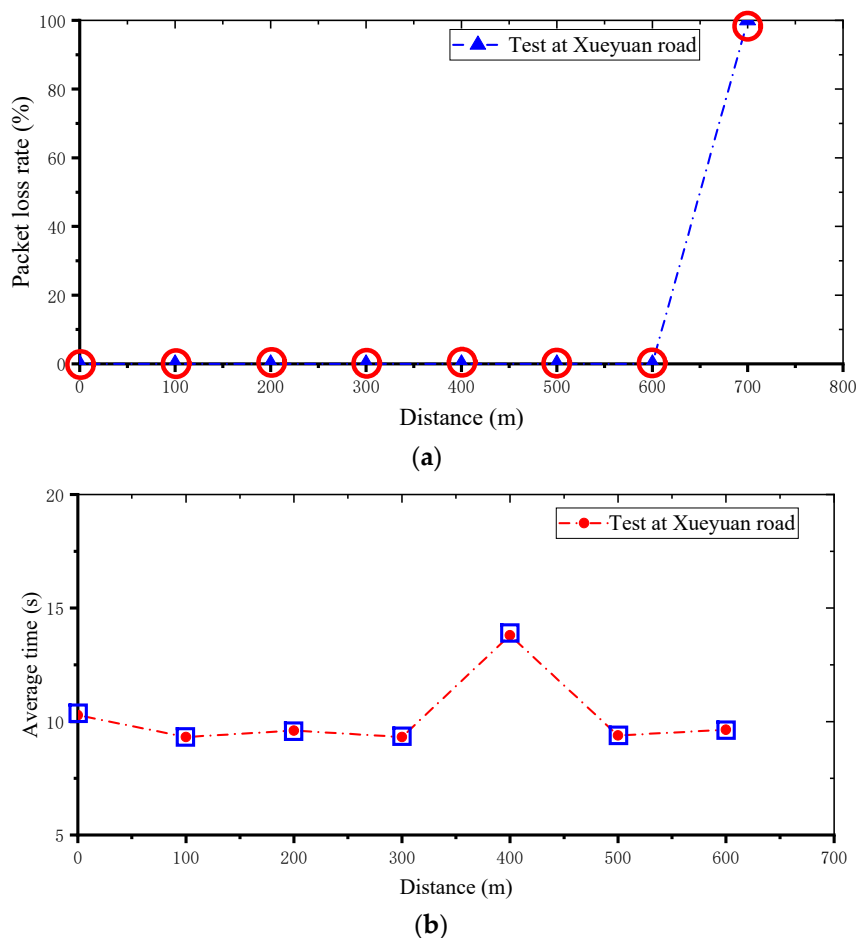 100
80
60
40
20
0
Packet loss rate (%)
Test at Xueyuan road
0 100 200 300 400 500 600 700 800
Distance (m)
(a)
20
15
10
5
Average time (s)
Test at Xueyuan road
0 100 200 300 400 500 600 700
Distance (m)
(b)